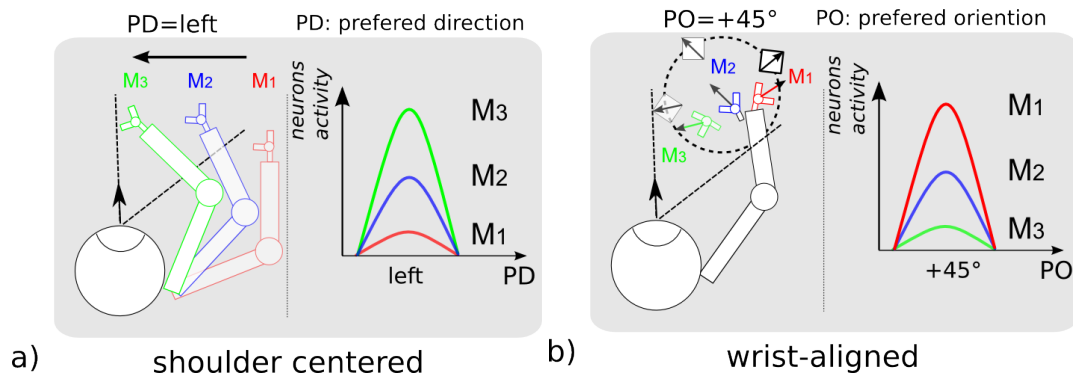 PD=left
PD: prefered direction
M3
M2
M1
neurons
activity
M3
M2
M1
left
PD
a)
shoulder centered
PO=+45°
PO: prefered oriention
M2
M1
M3
neurons
activity
M1
M2
M3
+45°
PO
b)
wrist-aligned